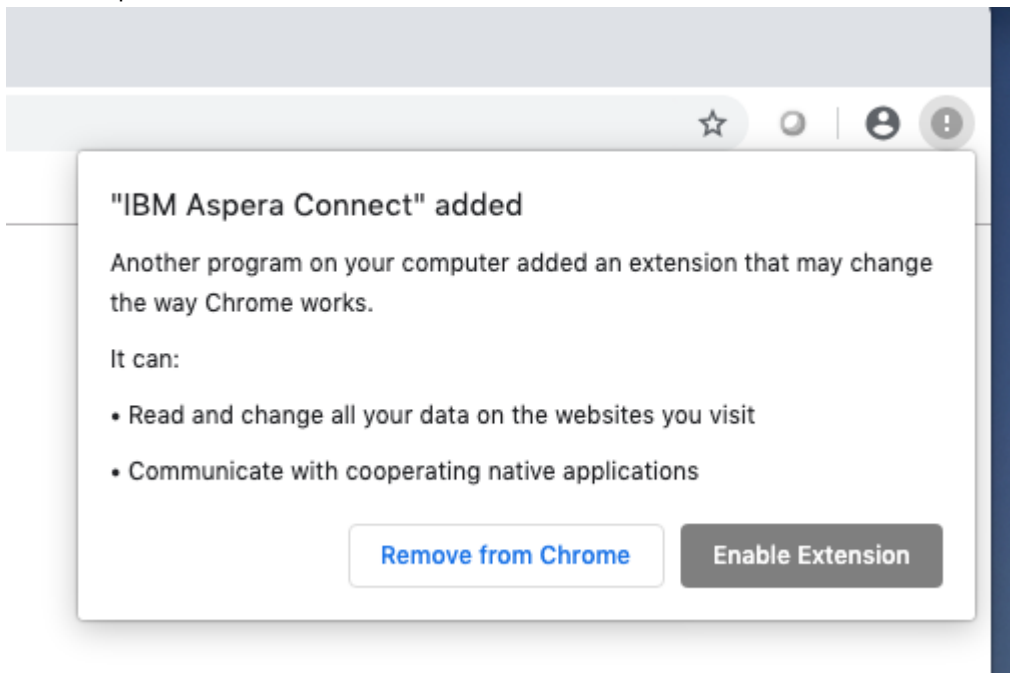 "IBM Aspera Connect" added
Another program on your computer added an extension that may change
the way Chrome works.
It can:
• Read and change all your data on the websites you visit
• Communicate with cooperating native applications
Remove from Chrome
Enable Extension